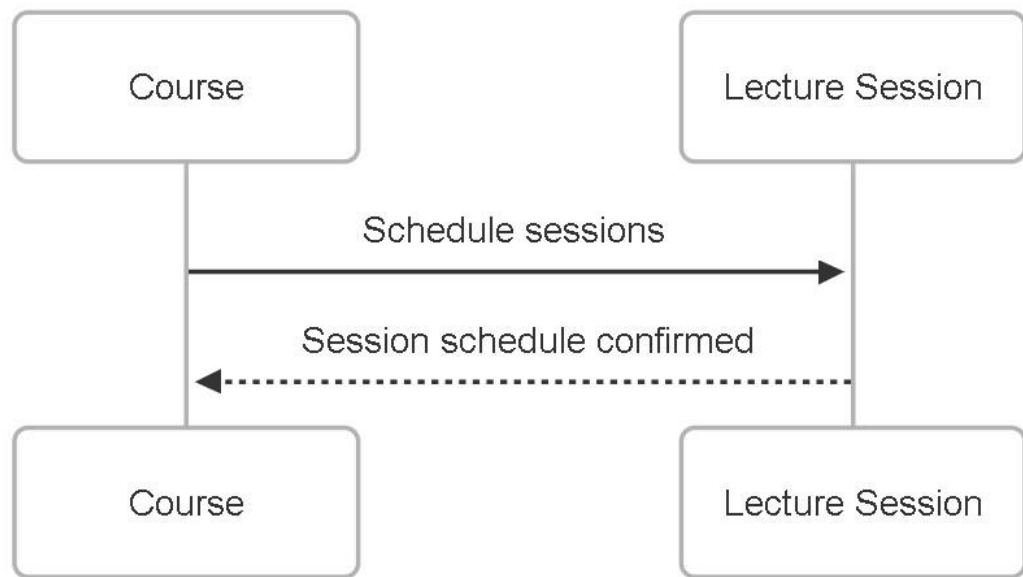 Course
Lecture Session
Schedule sessions
Session schedule confirmed
Course
Lecture Session